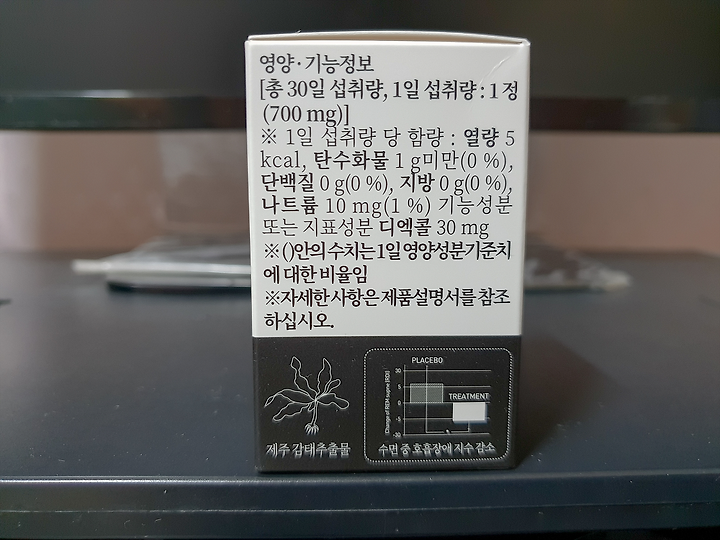 영양·기능정보
[총 30일 섭취량, 1일 섭취량 : 1 정
(700 mg)]
※ 1일 섭취량 당 함량 : 열량 5
kcal, 탄수화물 1 g미만(0 %),
단백질 0 g(0 %), 지방 0 g(0 %),
나트륨 10 mg(1 %) 기능성분
또는 지표성분 디엑콜 30 mg
※ ()안의 수치는 1일 영양성분기준치
에 대한 비율임
※자세한 사항은 제품설명서를 참조
하십시오.
제주 감태추출물
PLACEBO
TREATMENT
10
5
0
-5
-10
수면 중 호흡장애 지수 감소